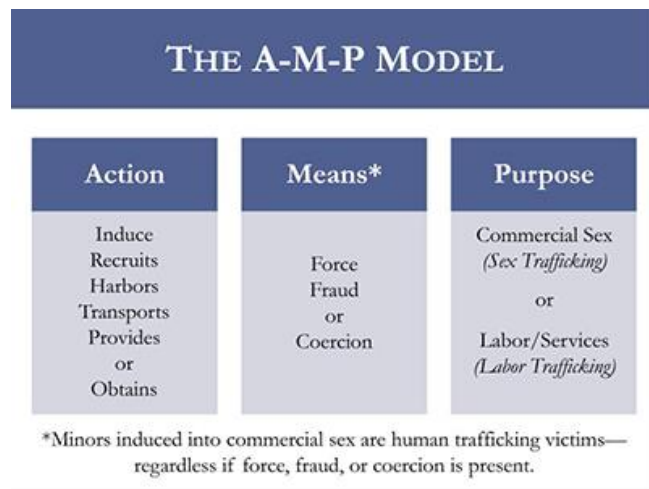 THE A-M-P MODEL
Action
Induce
Recruits
Harbors
Transports
Provides
or
Obtains
Means*
Force
Fraud
or
Coercion
Purpose
Commercial Sex
(Sex Trafficking)
or
Labor/Services
(Labor Trafficking)
*Minors induced into commercial sex are human trafficking victims—
regardless if force, fraud, or coercion is present.